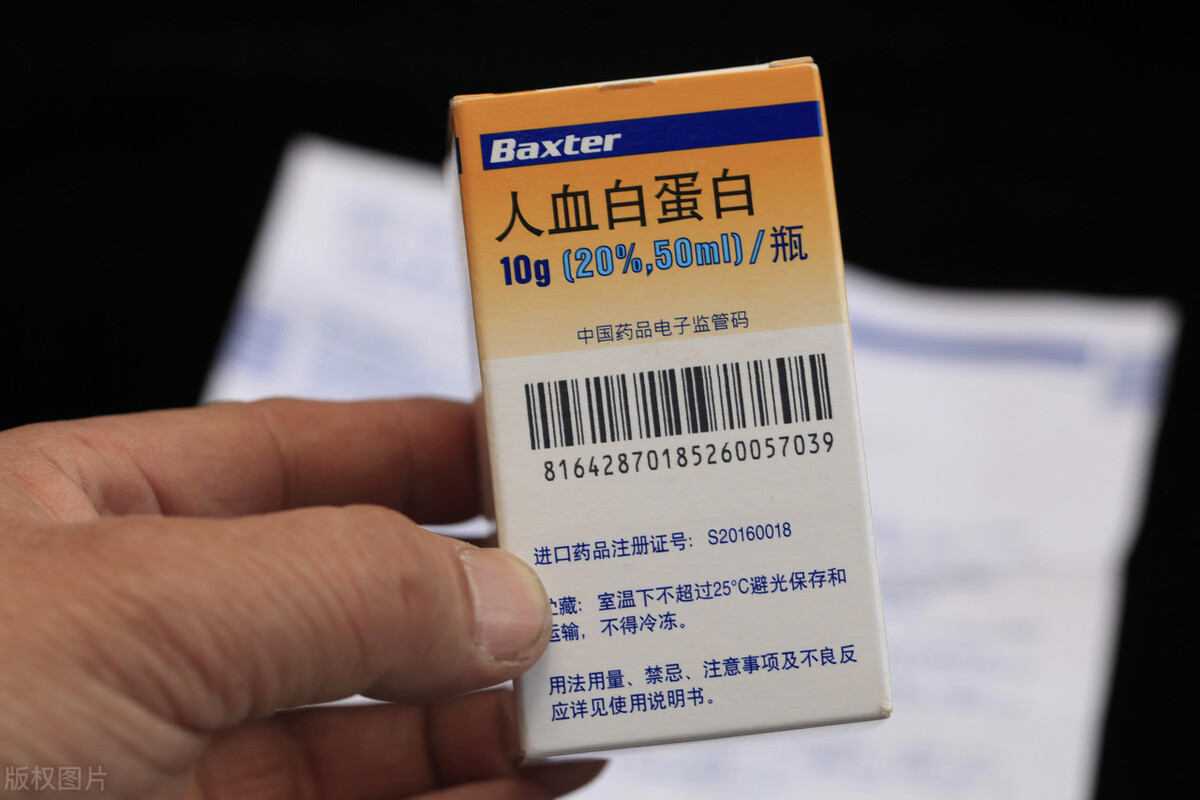 Baxter
人血白蛋白
10g (20%,50ml)/瓶
中国药品电子监管码
81642870185260057039
进口药品注册证号：S20160018
藏：室温下不超过25°C避光保存和
运输，不得冷冻。
用法用量、禁忌、注意事项及不良反
应详见使用说明书。
版权图片